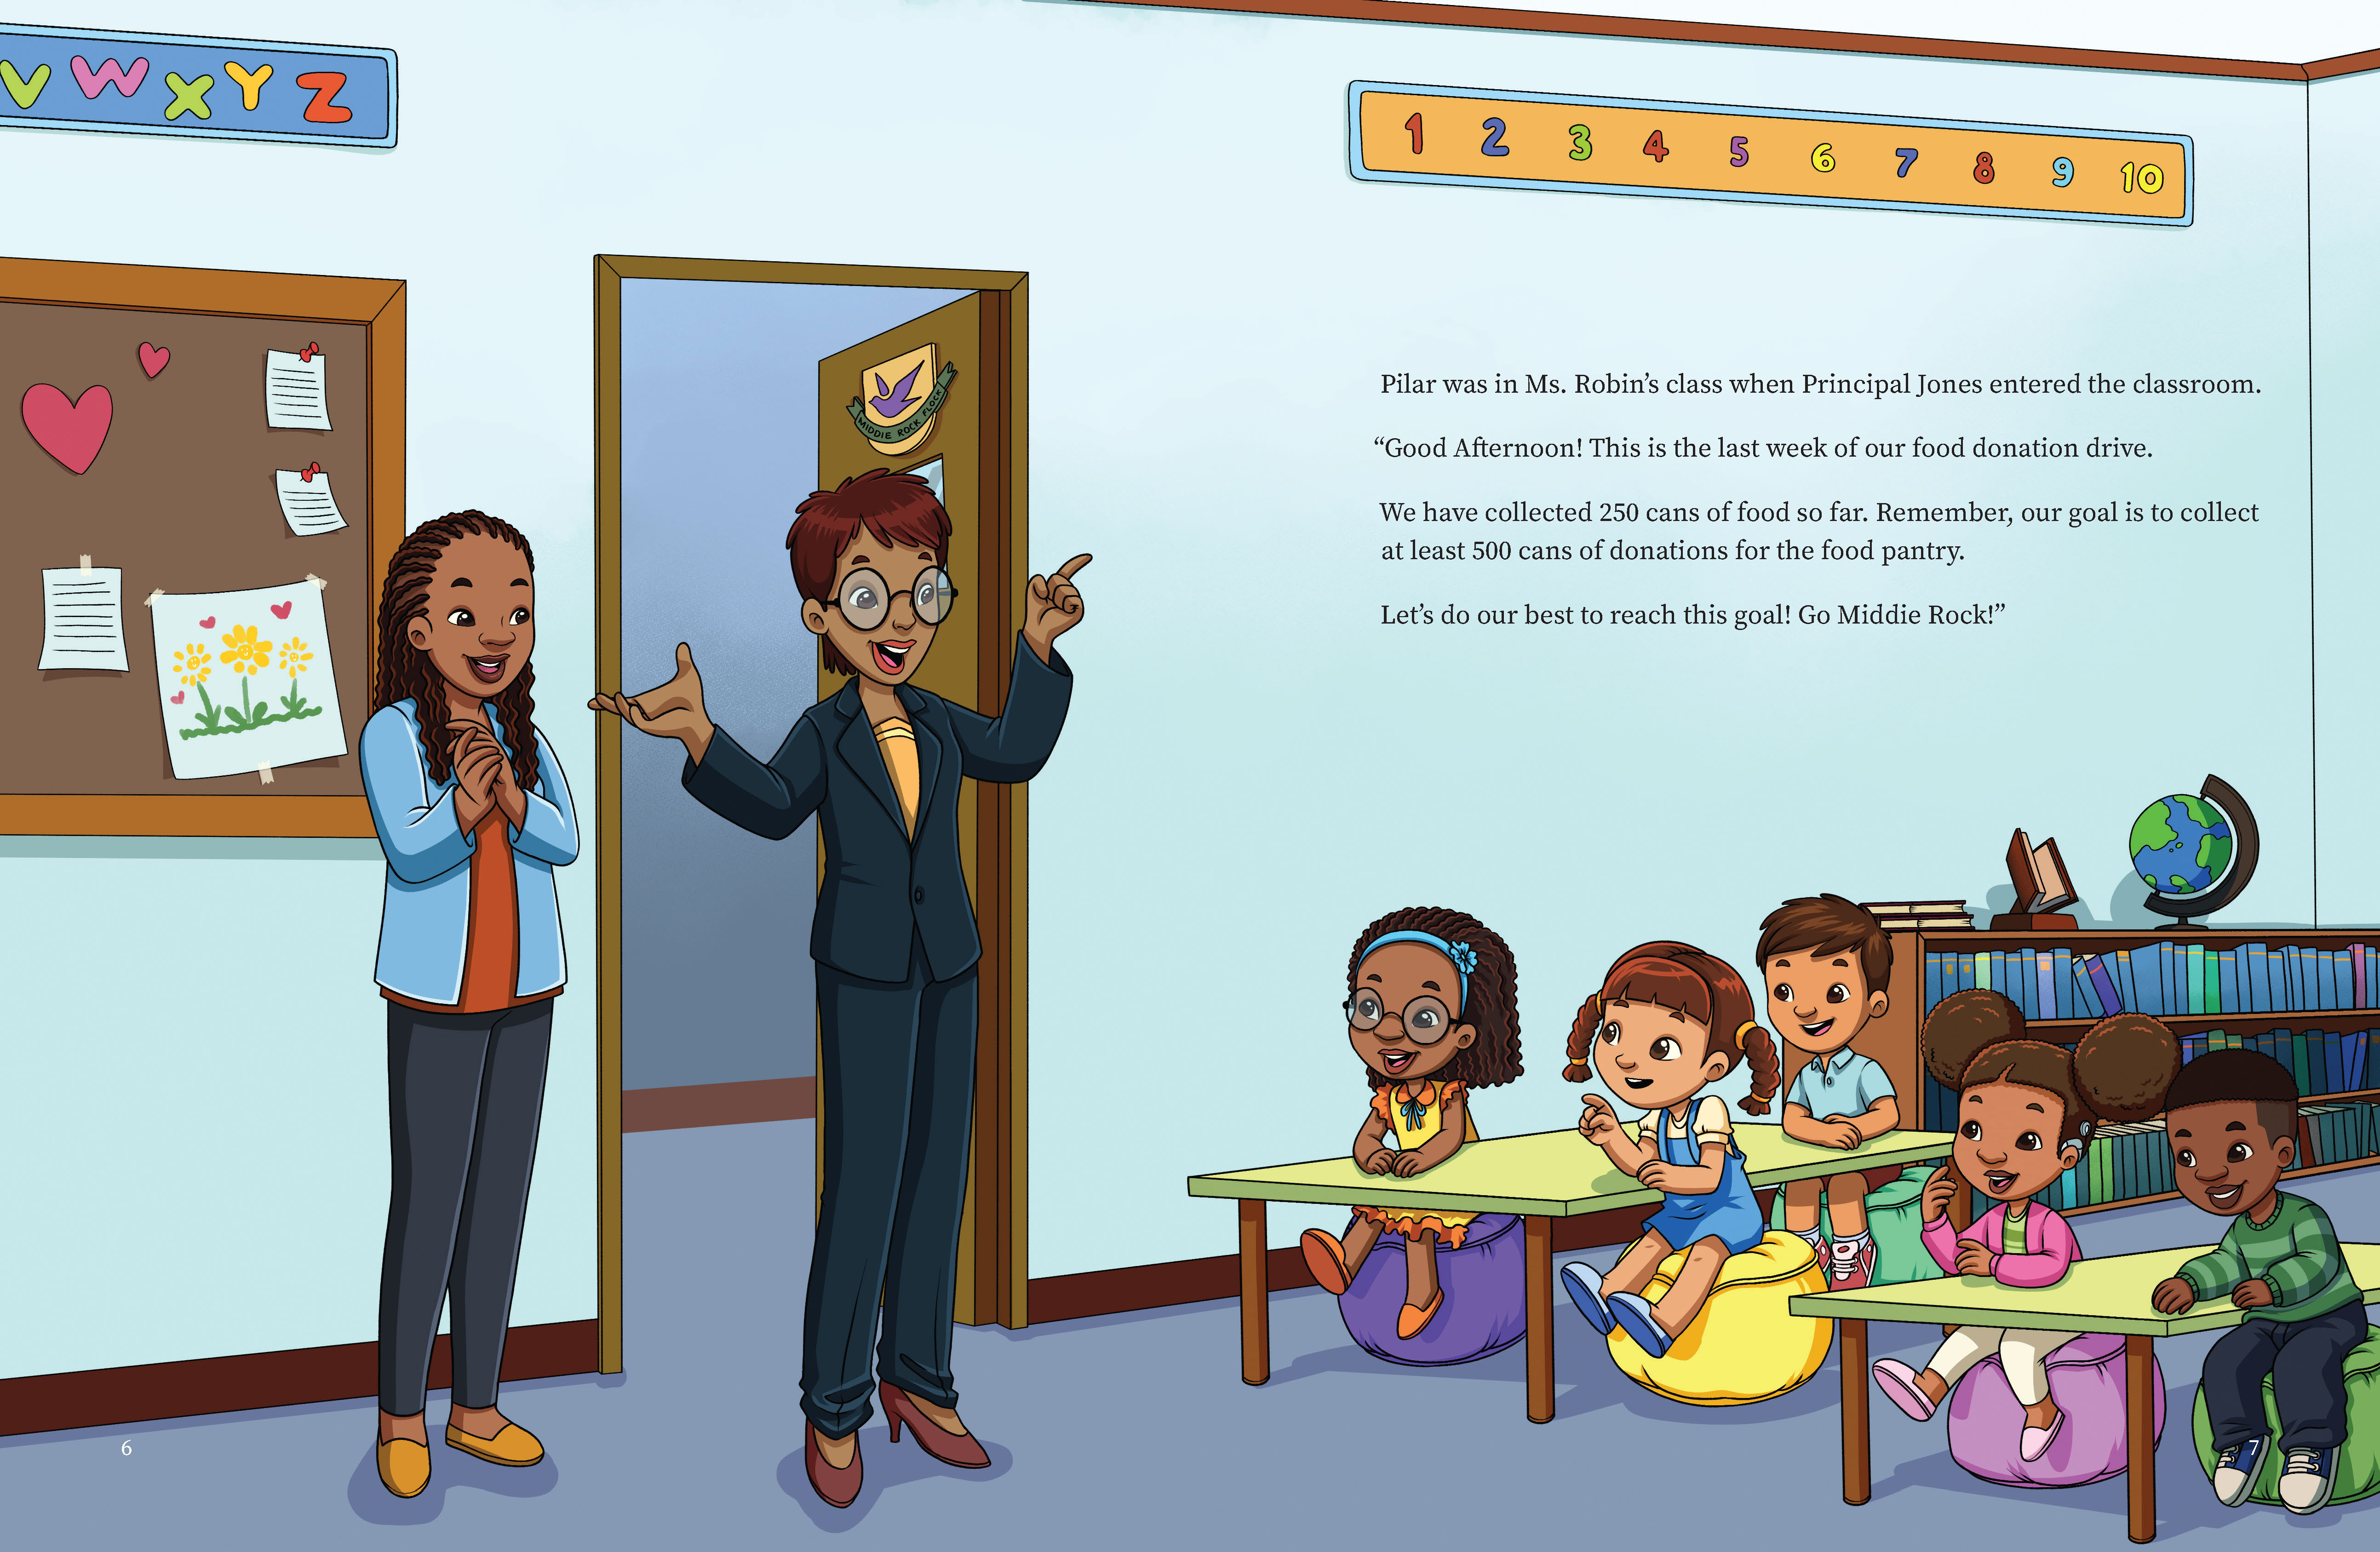 V W X Y Z
1 2 3 4 5 6 7 8 9 10
MIDDIE ROCK FLOCK
Pilar was in Ms. Robin’s class when Principal Jones entered the classroom.
“Good Afternoon! This is the last week of our food donation drive.
We have collected 250 cans of food so far. Remember, our goal is to collect
at least 500 cans of donations for the food pantry.
Let’s do our best to reach this goal! Go Middie Rock!”
6
7